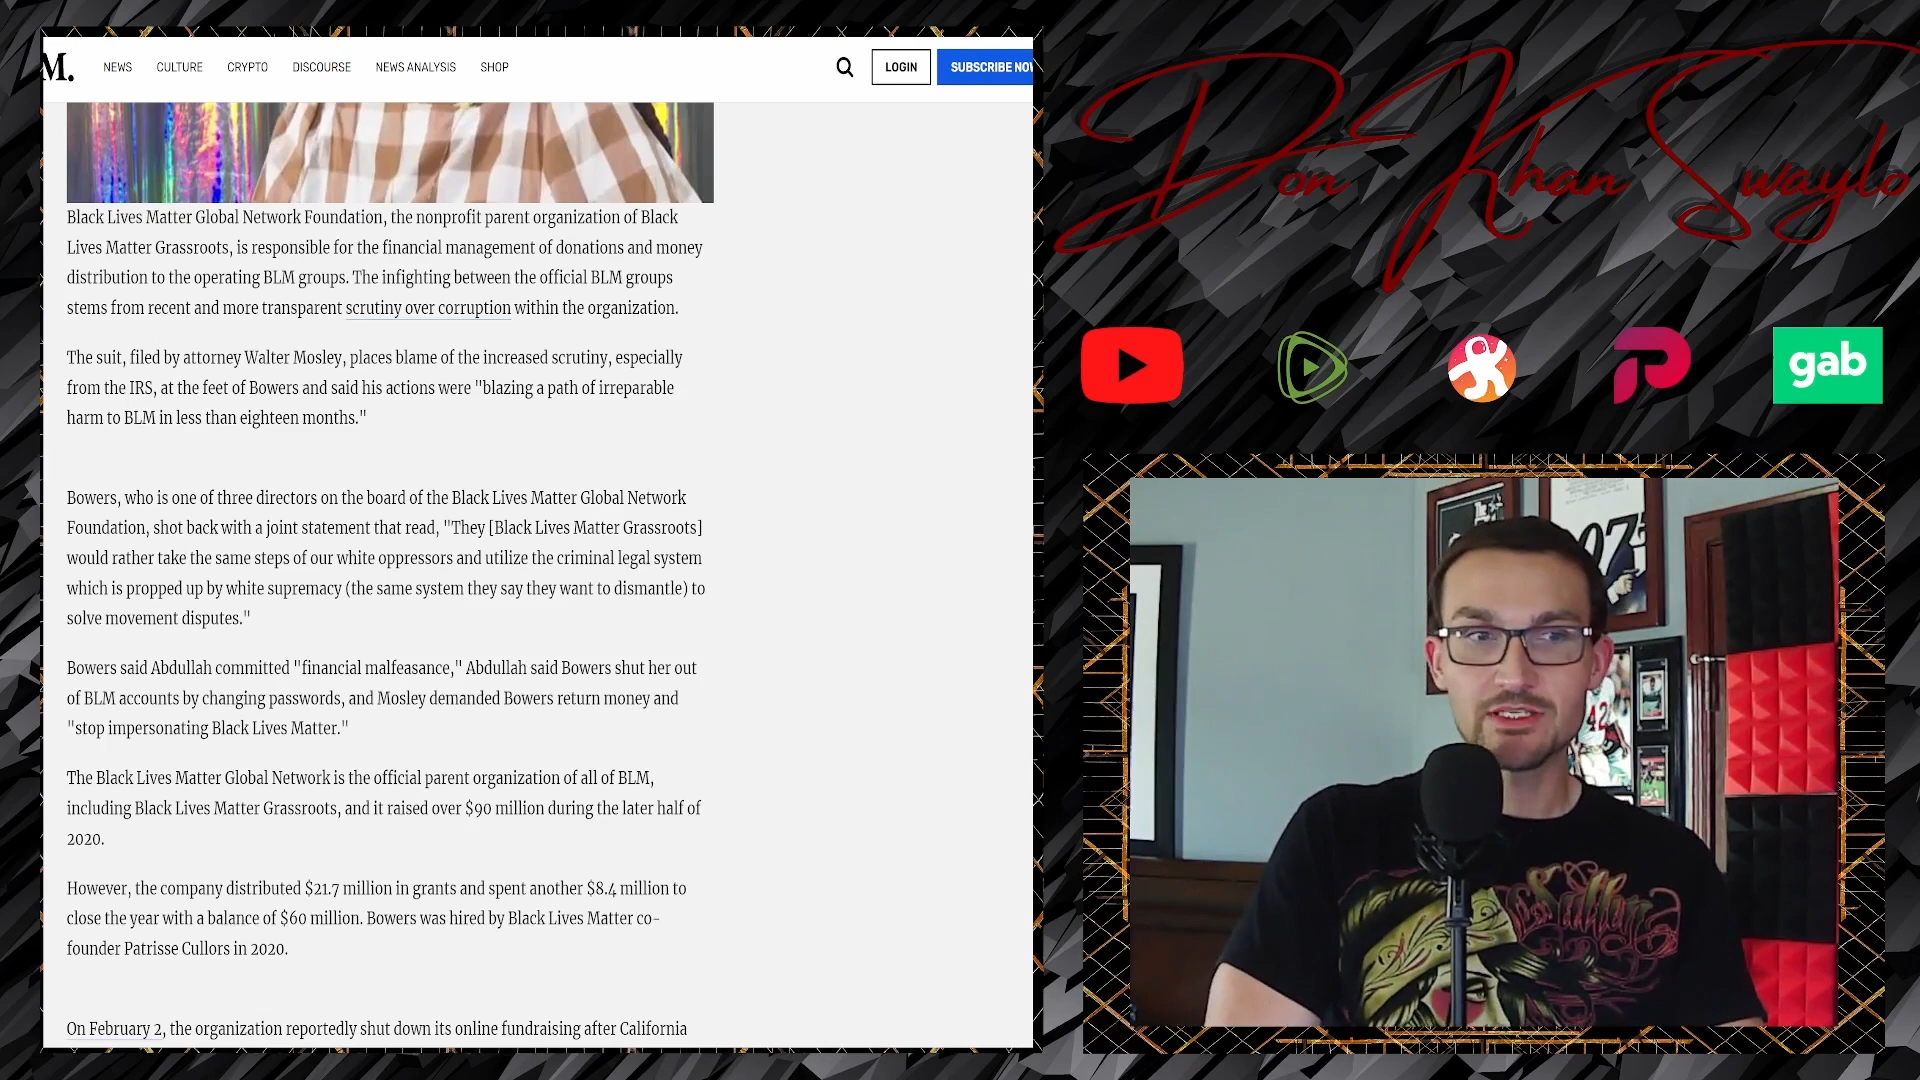 M.
NEWS CULTURE CRYPTO DISCOURSE NEWS ANALYSIS SHOP
LOGIN
SUBSCRIBE NOW
Black Lives Matter Global Network Foundation, the nonprofit parent organization of Black
Lives Matter Grassroots, is responsible for the financial management of donations and money
distribution to the operating BLM groups. The infighting between the official BLM groups
stems from recent and more transparent scrutiny over corruption within the organization.
The suit, filed by attorney Walter Mosley, places blame of the increased scrutiny, especially
from the IRS, at the feet of Bowers and said his actions were "blazing a path of irreparable
harm to BLM in less than eighteen months."
Bowers, who is one of three directors on the board of the Black Lives Matter Global Network
Foundation, shot back with a joint statement that read, "They [Black Lives Matter Grassroots]
would rather take the same steps of our white oppressors and utilize the criminal legal system
which is propped up by white supremacy (the same system they say they want to dismantle) to
solve movement disputes."
Bowers said Abdullah committed "financial malfeasance," Abdullah said Bowers shut her out
of BLM accounts by changing passwords, and Mosley demanded Bowers return money and
"stop impersonating Black Lives Matter."
The Black Lives Matter Global Network is the official parent organization of all of BLM,
including Black Lives Matter Grassroots, and it raised over $90 million during the later half of
2020.
However, the company distributed $21.7 million in grants and spent another $8.4 million to
close the year with a balance of $60 million. Bowers was hired by Black Lives Matter co-
founder Patrisse Cullors in 2020.
On February 2, the organization reportedly shut down its online fundraising after California
Don Khan Swaylo
gab
007
42